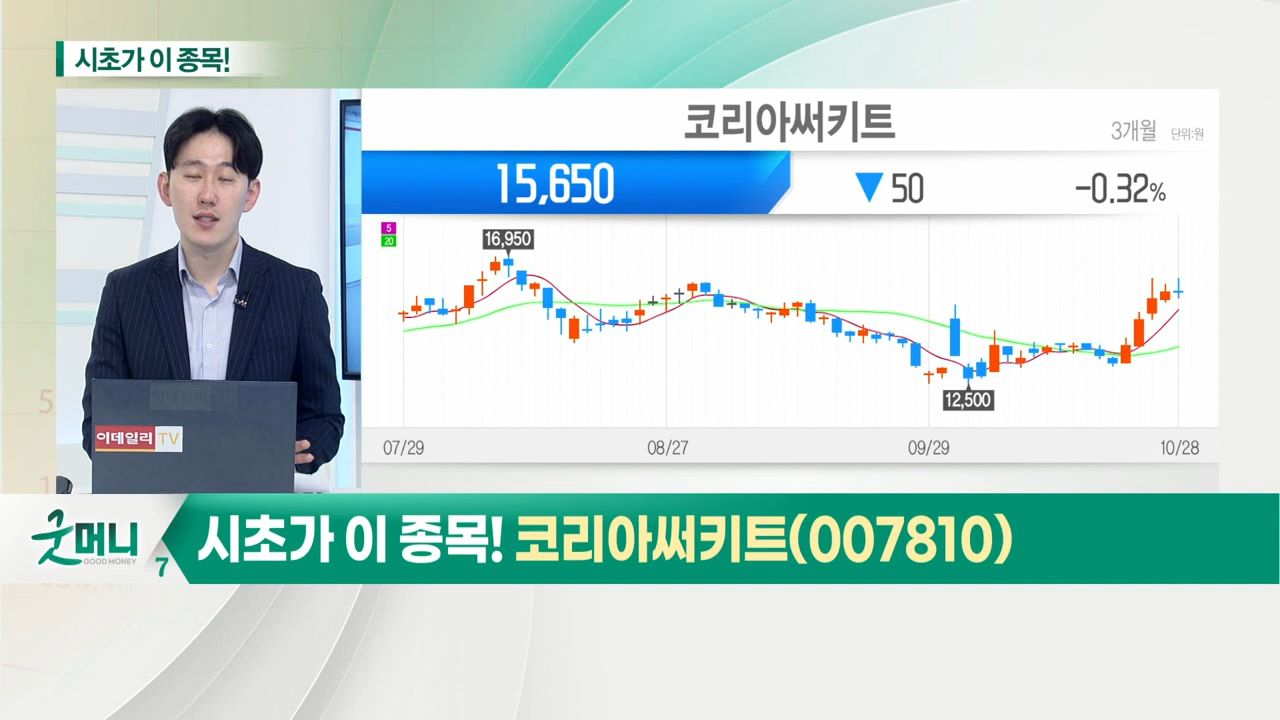 시초가 이 종목!
코리아써키트
3개월 단위:원
15,650
▼50
-0.32%
5
20
16,950
12,500
07/29
08/27
09/29
10/28
이데일리TV
굿머니
GOOD MONEY
7
시초가 이 종목! 코리아써키트(007810)